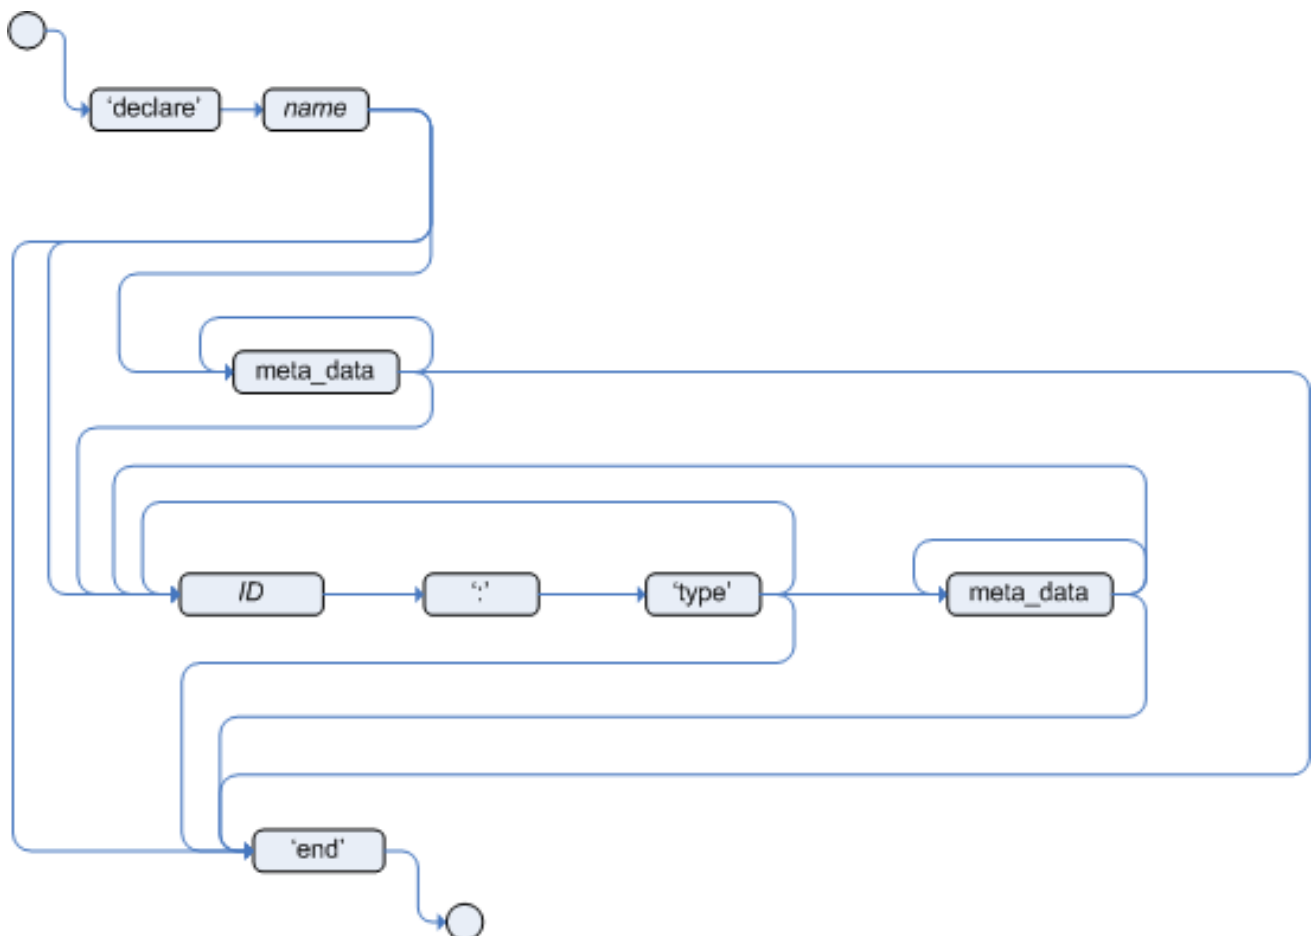 ‘declare’
name
meta_data
ID
‘:’
‘type’
meta_data
‘end’